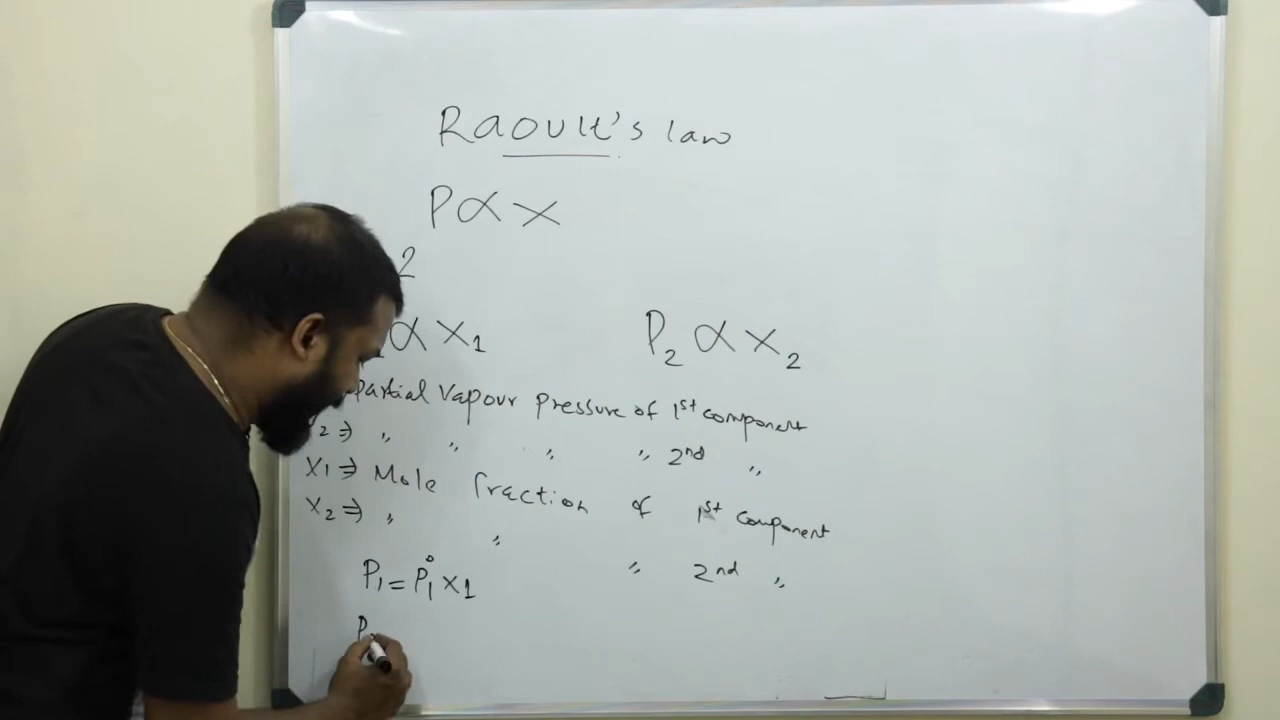 Raoult's law
P ∝ x
2
∝ x₁ P₂ ∝ x₂
partial vapour pressure of 1st component
2 ⇒ 〃 〃 〃 〃 2nd 〃
x₁ ⇒ Mole fraction of 1st component
x₂ ⇒ 〃 〃 〃 2nd 〃
P₁ = P₁° x₁
P